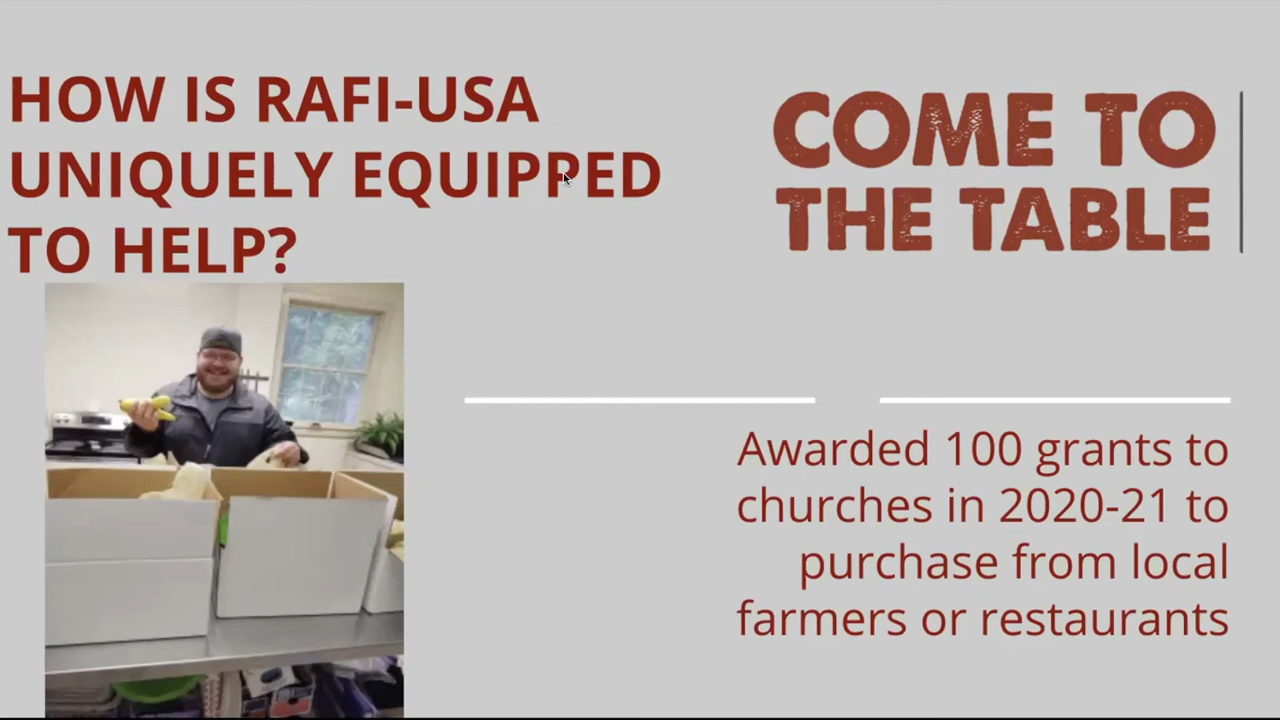 HOW IS RAFI-USA
UNIQUELY EQUIPPED
TO HELP?
COME TO
THE TABLE
Awarded 100 grants to
churches in 2020-21 to
purchase from local
farmers or restaurants